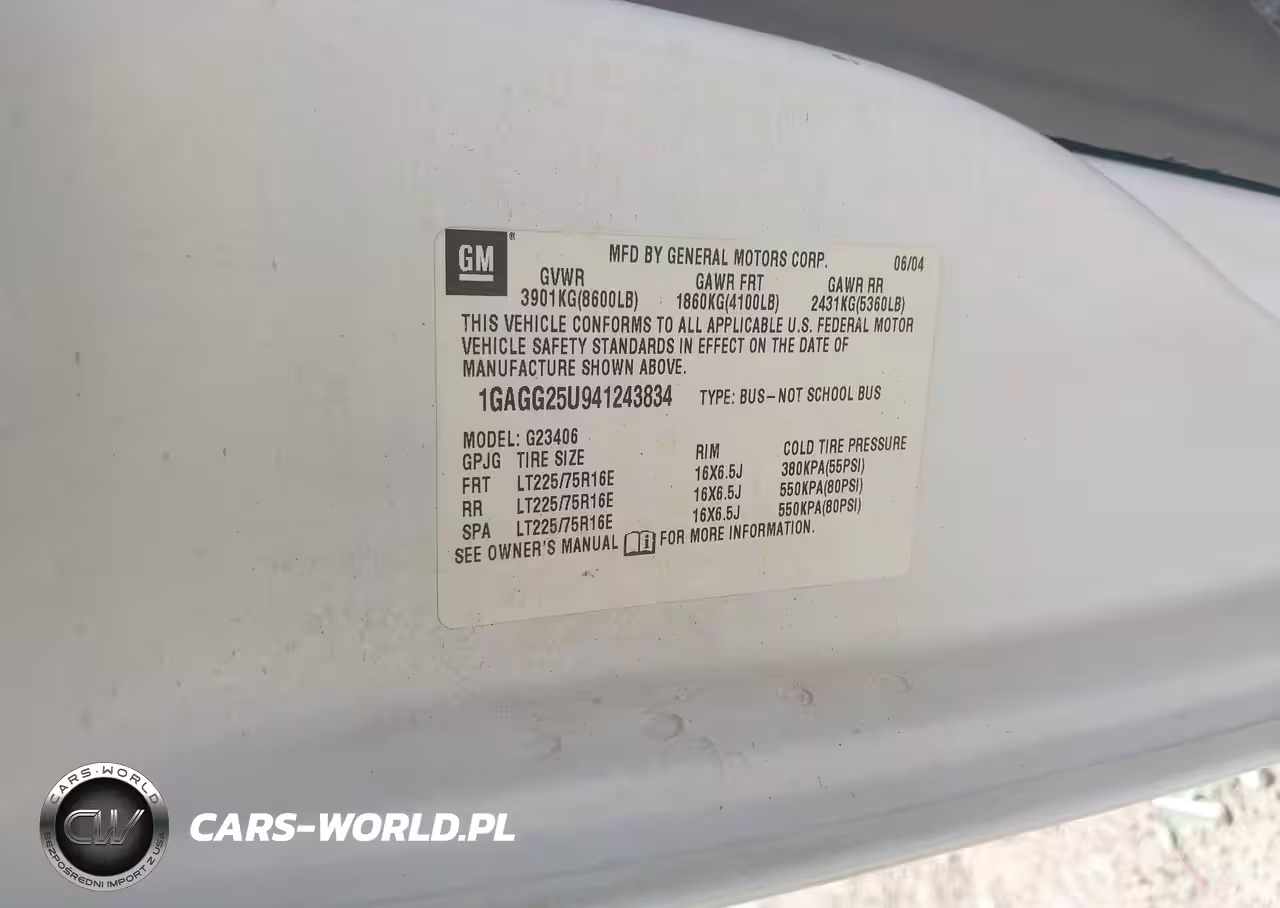 GM ®
MFD BY GENERAL MOTORS CORP. 06/04
GVWR GAWR FRT GAWR RR
3901KG(8600LB) 1860KG(4100LB) 2431KG(5360LB)
THIS VEHICLE CONFORMS TO ALL APPLICABLE U.S. FEDERAL MOTOR
VEHICLE SAFETY STANDARDS IN EFFECT ON THE DATE OF
MANUFACTURE SHOWN ABOVE.
1GAGG25U941243834 TYPE: BUS-NOT SCHOOL BUS
MODEL: G23406
GPJG TIRE SIZE RIM COLD TIRE PRESSURE
FRT LT225/75R16E 16X6.5J 380KPA(55PSI)
RR LT225/75R16E 16X6.5J 550KPA(80PSI)
SPA LT225/75R16E 16X6.5J 550KPA(80PSI)
SEE OWNER'S MANUAL i FOR MORE INFORMATION.
CARS-WORLD
CW
BEZPOŚREDNI IMPORT Z USA
CARS-WORLD.PL